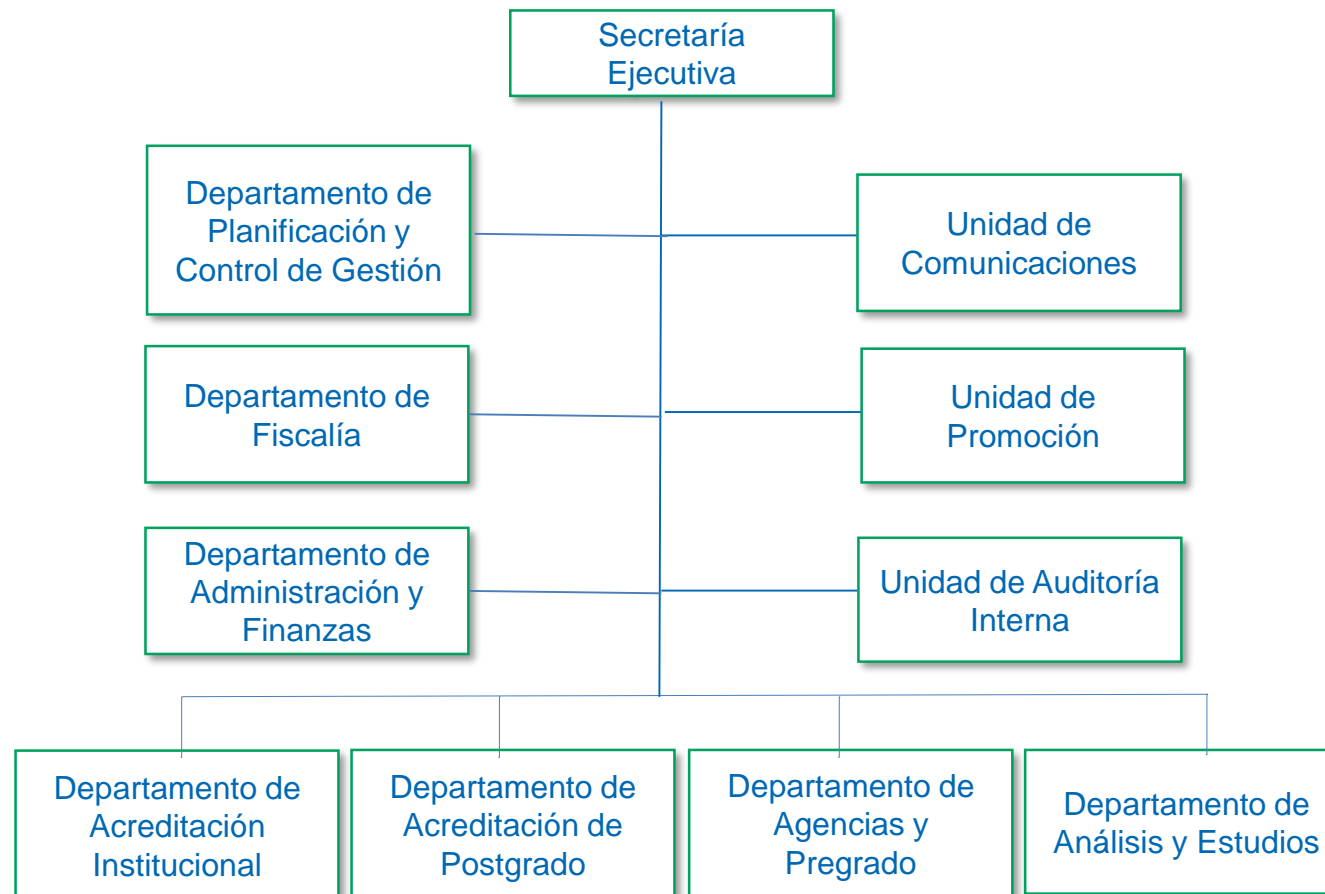 Secretaría
Ejecutiva
Departamento de
Planificación y
Control de Gestión
Unidad de
Comunicaciones
Departamento de
Fiscalía
Unidad de
Promoción
Departamento de
Administración y
Finanzas
Unidad de Auditoría
Interna
Departamento de
Acreditación
Institucional
Departamento de
Acreditación de
Postgrado
Departamento de
Agencias y
Pregrado
Departamento de
Análisis y Estudios